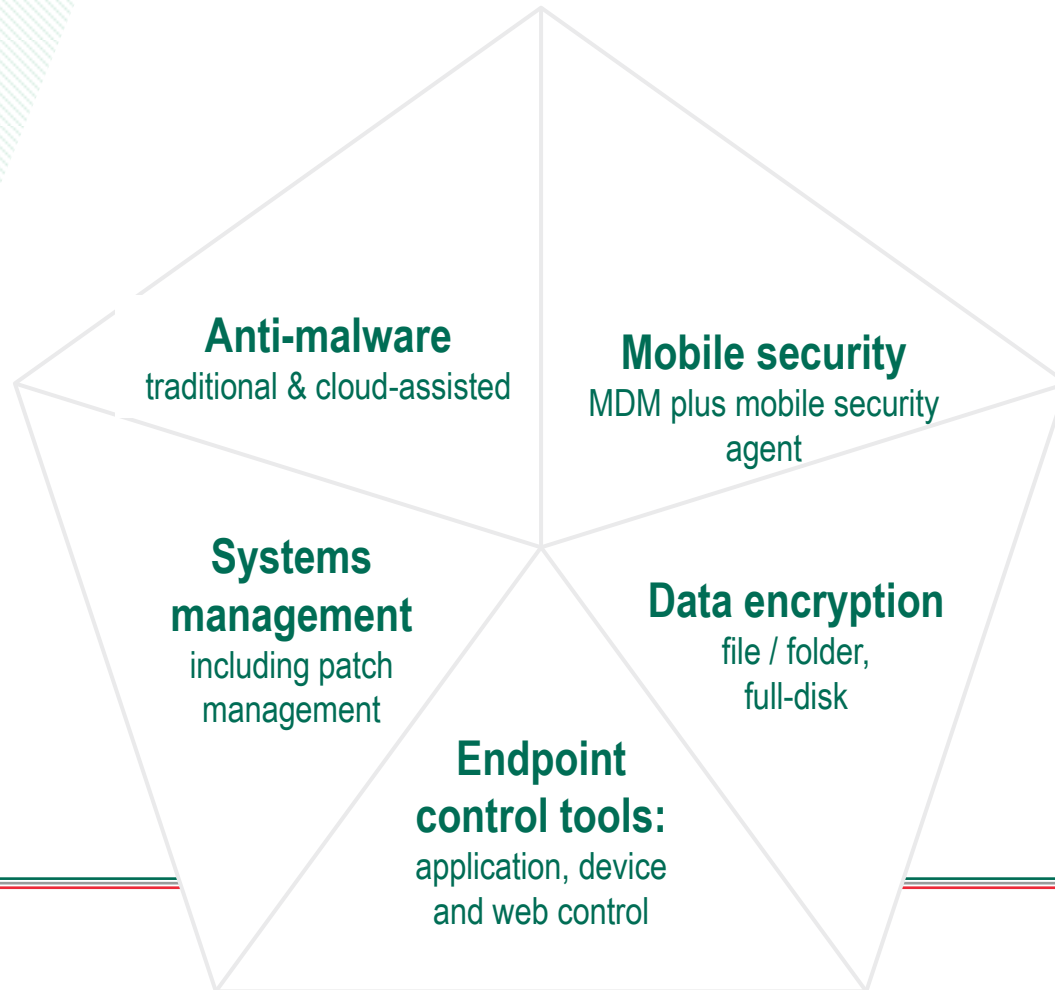 Anti-malware
traditional & cloud-assisted
Mobile security
MDM plus mobile security
agent
Systems
management
including patch
management
Data encryption
file / folder,
full-disk
Endpoint
control tools:
application, device
and web control